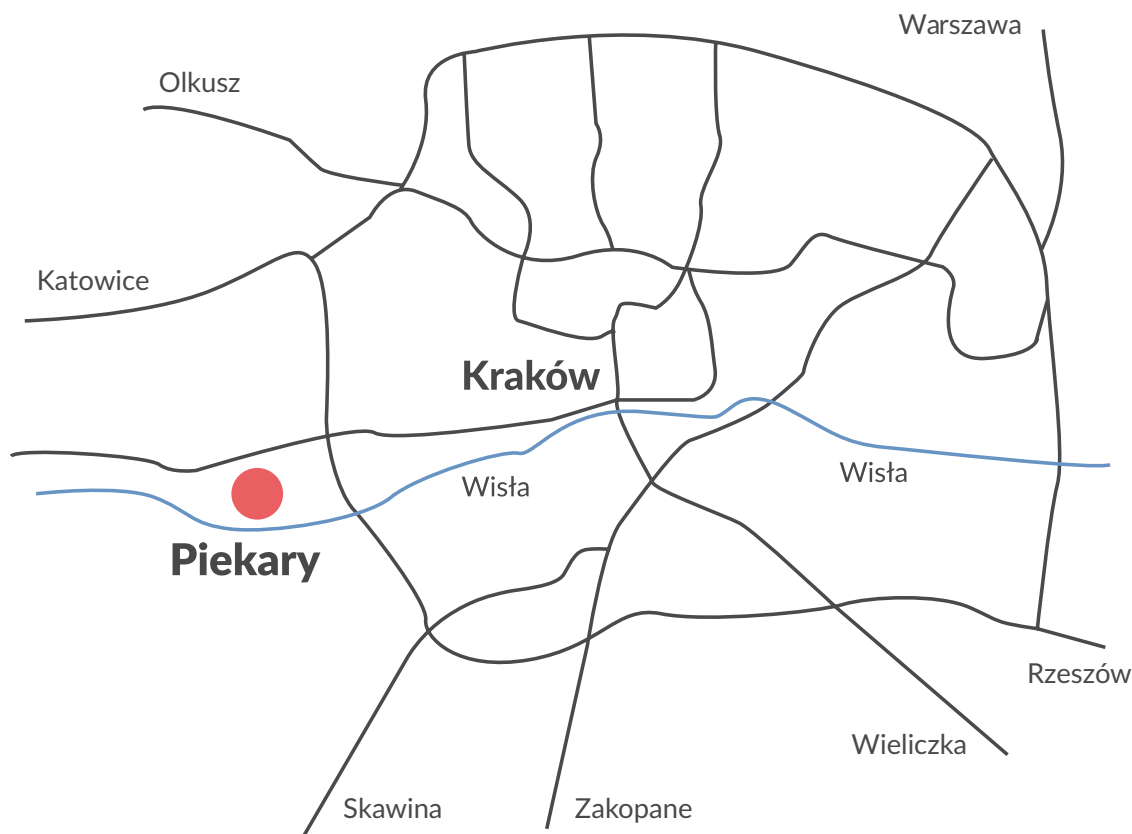 Warszawa
Olkusz
Katowice
Kraków
Wisła
Wisła
Piekary
Rzeszów
Wieliczka
Skawina
Zakopane